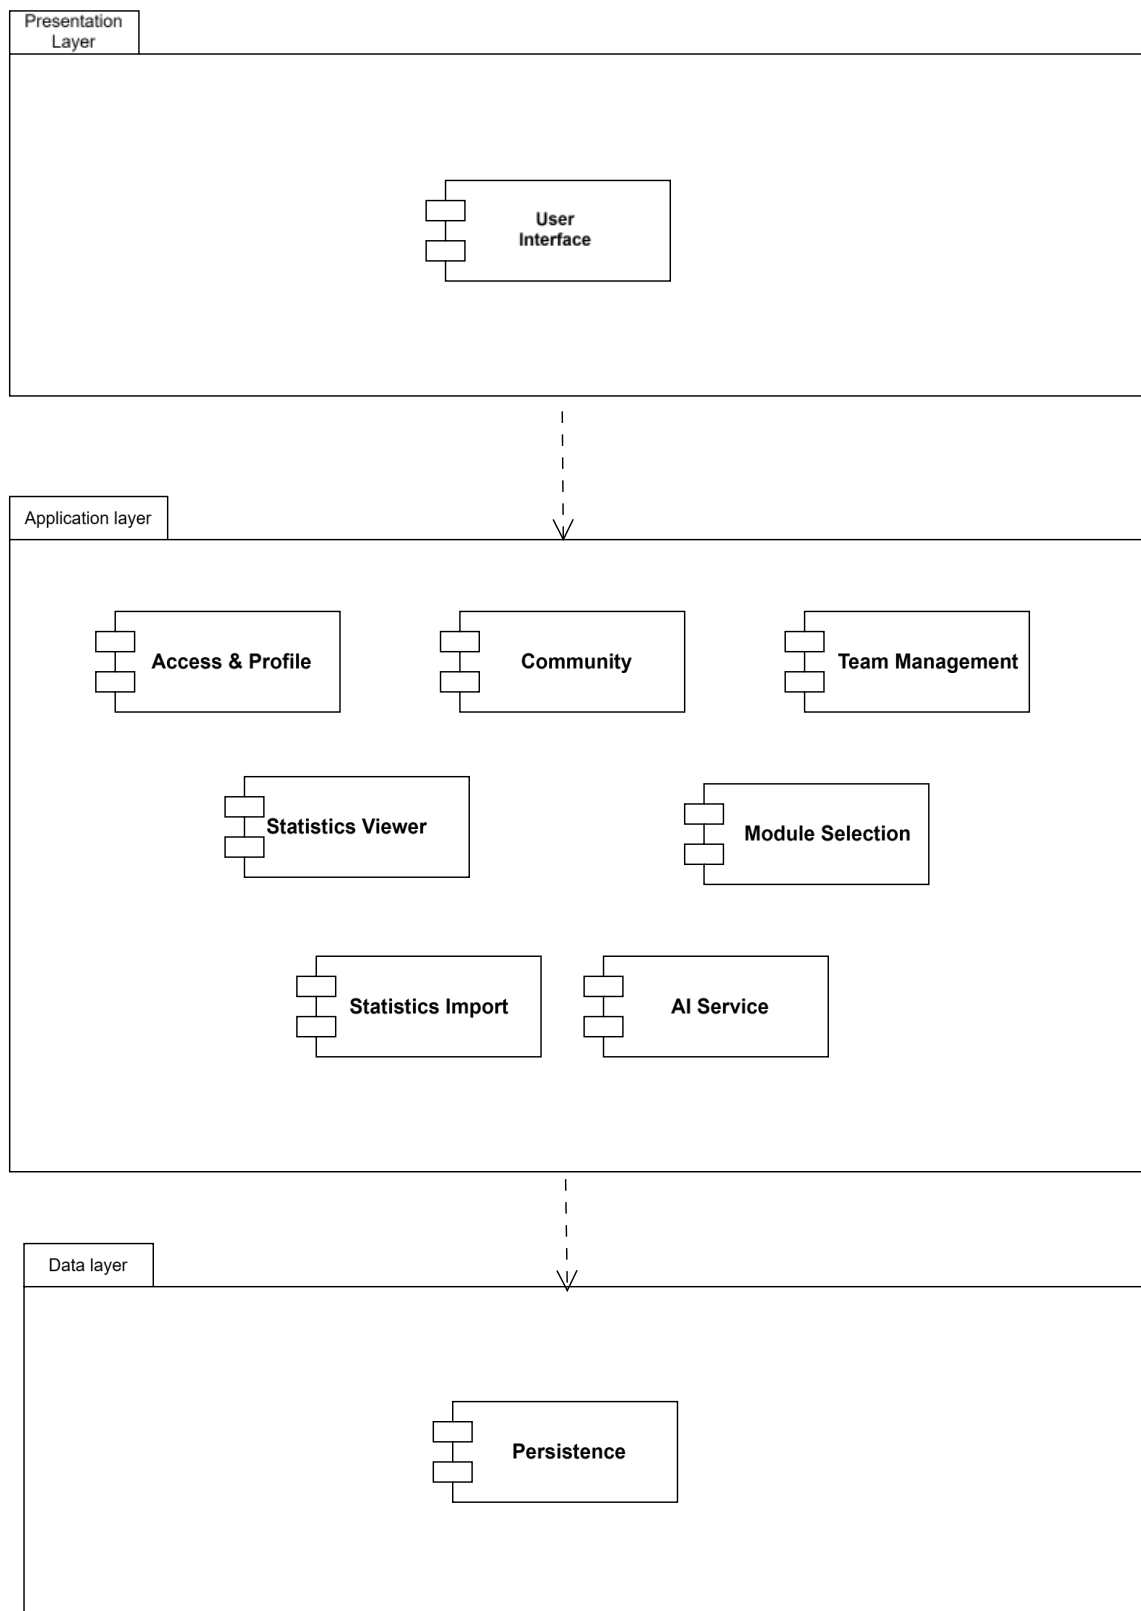 Presentation
Layer
User
Interface
Application layer
Access & Profile
Community
Team Management
Statistics Viewer
Module Selection
Statistics Import
AI Service
Data layer
Persistence